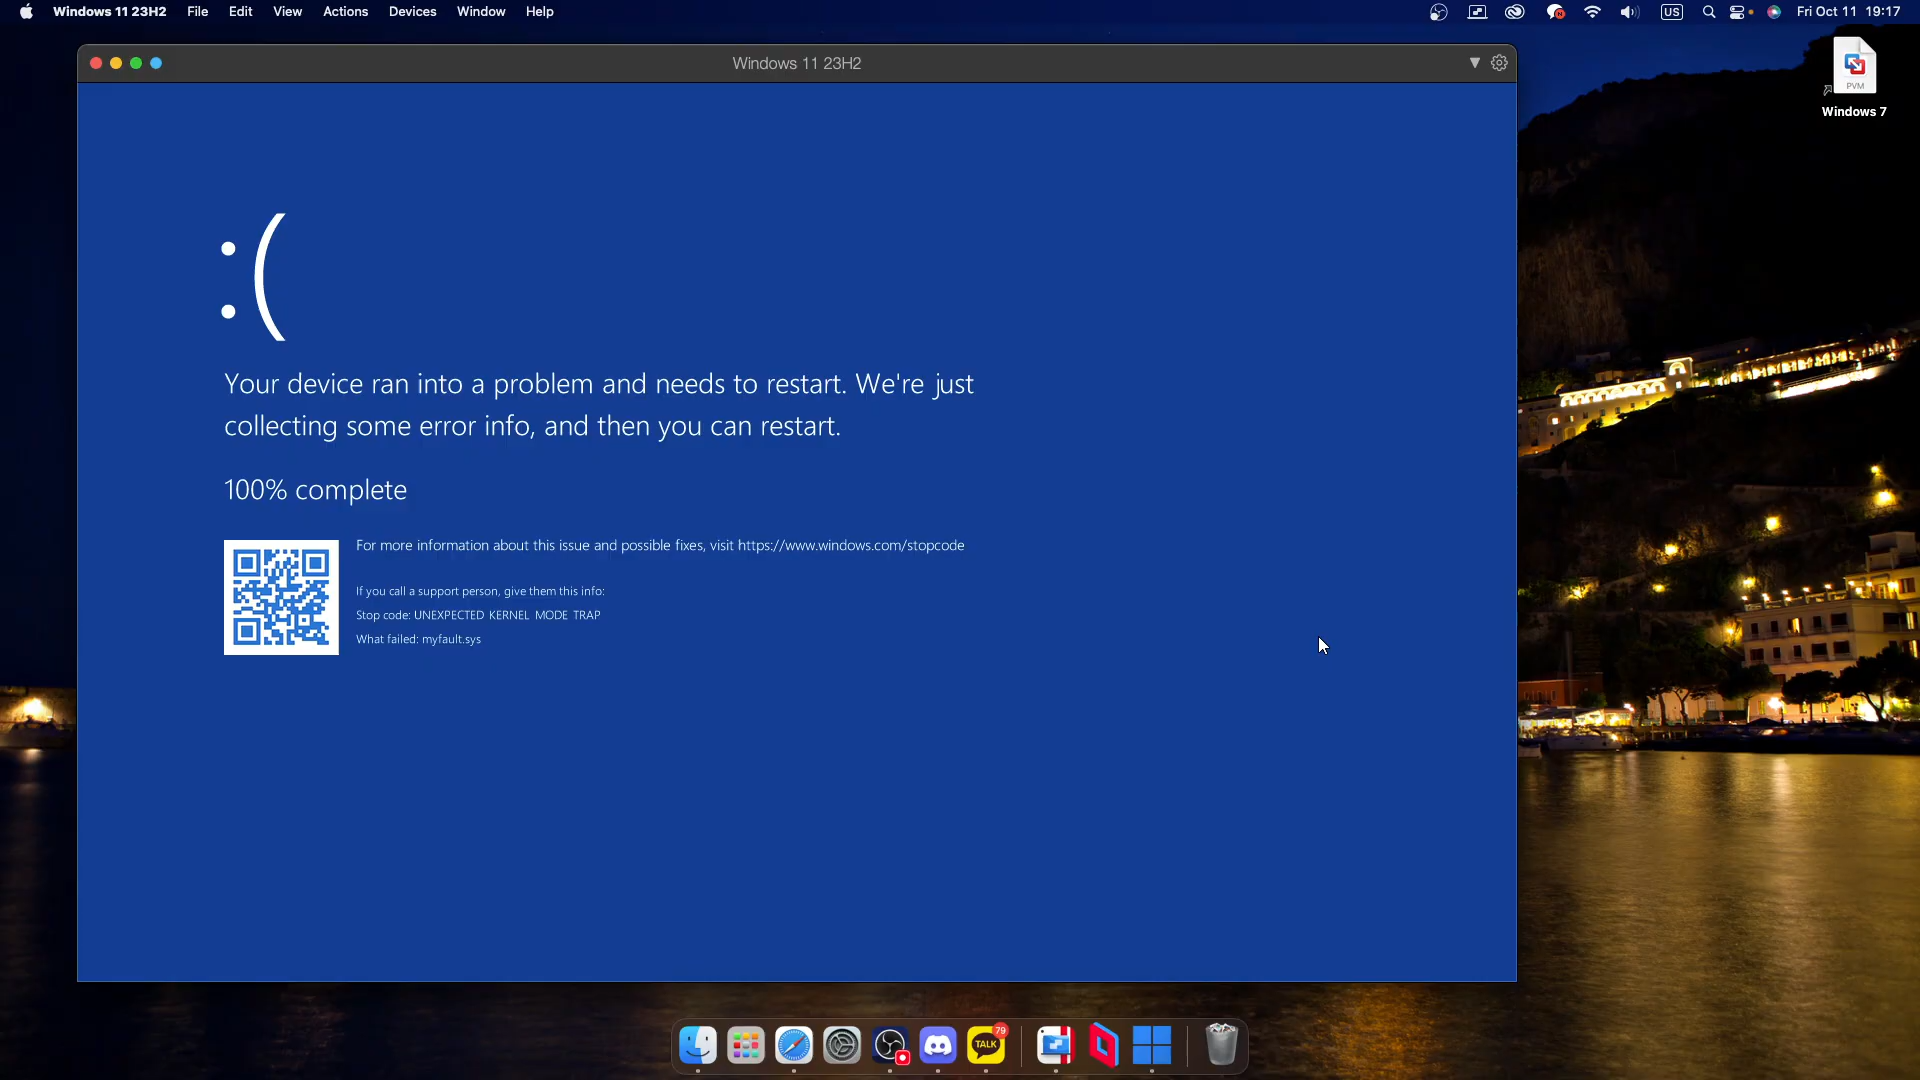 Windows 11 23H2 File Edit View Actions Devices Window Help US Fri Oct 11 19:17
Windows 11 23H2
PVM
Windows 7
:(
Your device ran into a problem and needs to restart. We're just
collecting some error info, and then you can restart.
100% complete
For more information about this issue and possible fixes, visit https://www.windows.com/stopcode
If you call a support person, give them this info:
Stop code: UNEXPECTED_KERNEL_MODE_TRAP
What failed: myfault.sys
79
TALK